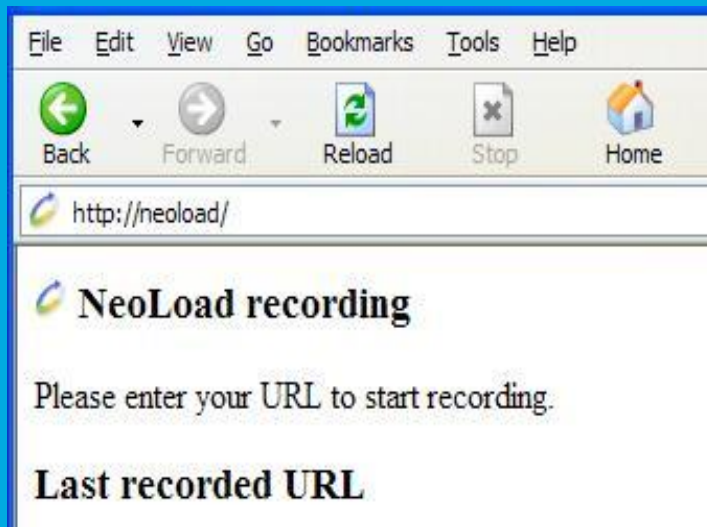 File Edit View Go Bookmarks Tools Help
Back Forward Reload Stop Home
http://neoload/
NeoLoad recording
Please enter your URL to start recording.
Last recorded URL